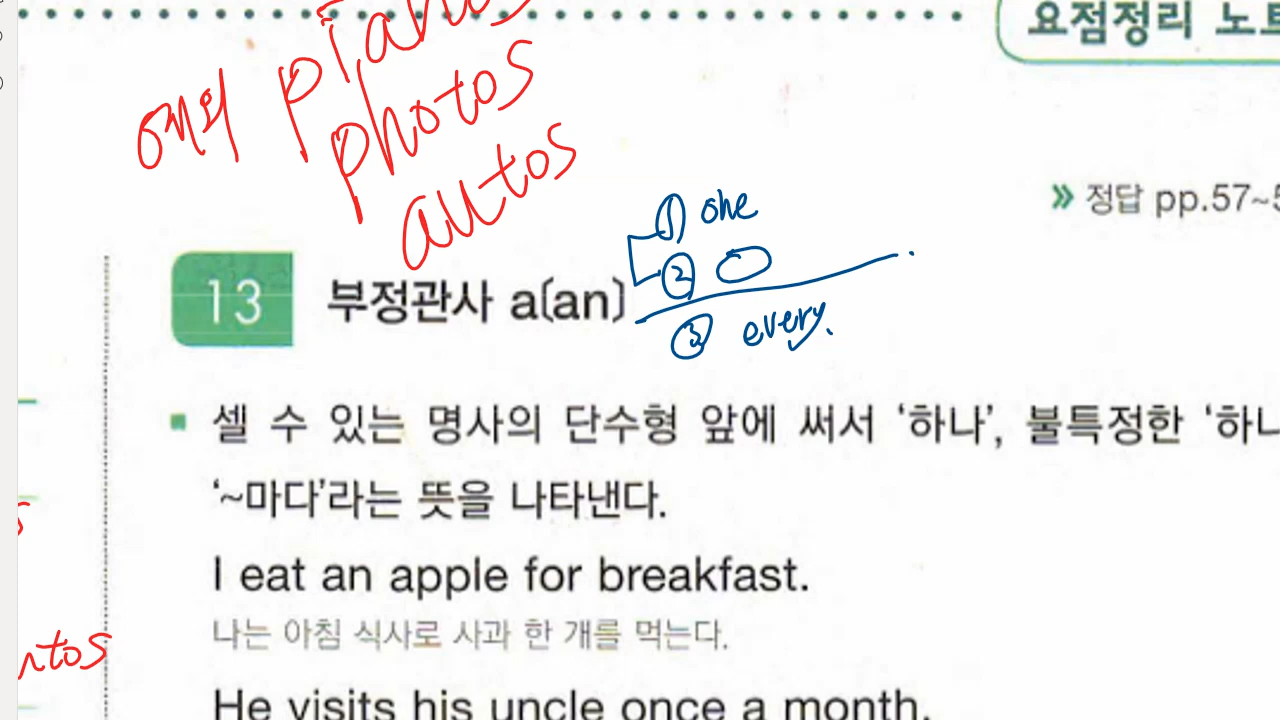 요점정리 노트
예외 pianos
photos
autos
» 정답 pp.57~5
① one
② 
13 부정관사 a(an)
③ every
셀 수 있는 명사의 단수형 앞에 써서 ‘하나’, 불특정한 ‘하나
‘~마다’라는 뜻을 나타낸다.
I eat an apple for breakfast.
나는 아침 식사로 사과 한 개를 먹는다.
ntos
He visits his uncle once a month.